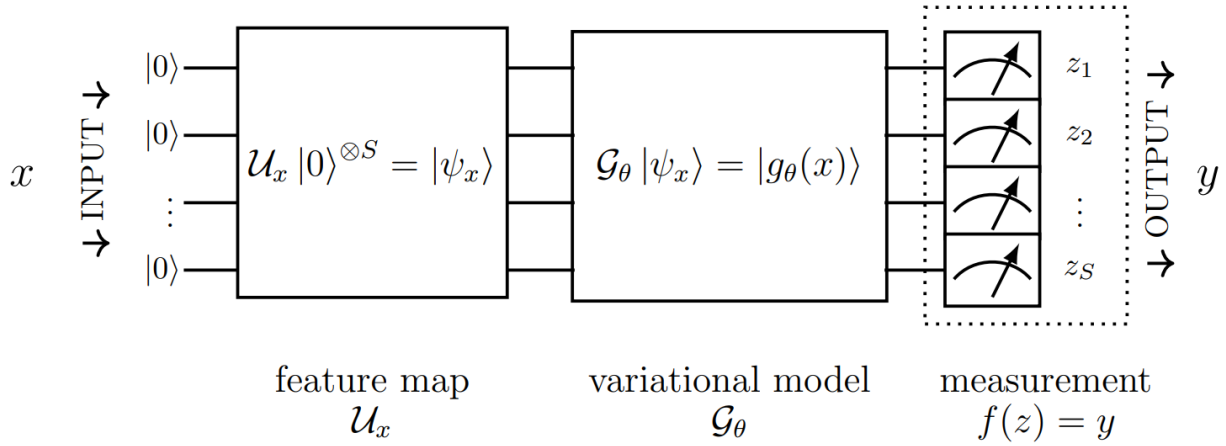 x
INPUT
|0⟩
|0⟩
⋮
|0⟩
𝒰ₓ |0⟩^{⊗S} = |ψₓ⟩
𝒢_θ |ψₓ⟩ = |g_θ(x)⟩
z₁
z₂
⋮
z_S
OUTPUT
y
feature map
𝒰ₓ
variational model
𝒢_θ
measurement
f(z) = y